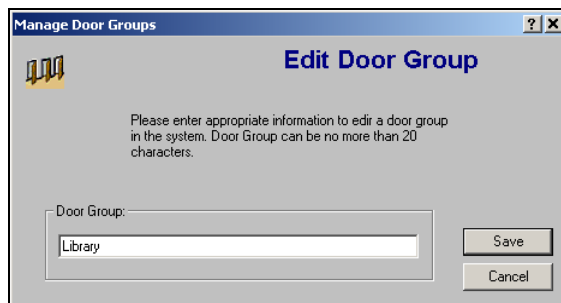 Manage Door Groups
Edit Door Group
Please enter appropriate information to edir a door group
in the system. Door Group can be no more than 20
characters.
Door Group:
Library
Save
Cancel